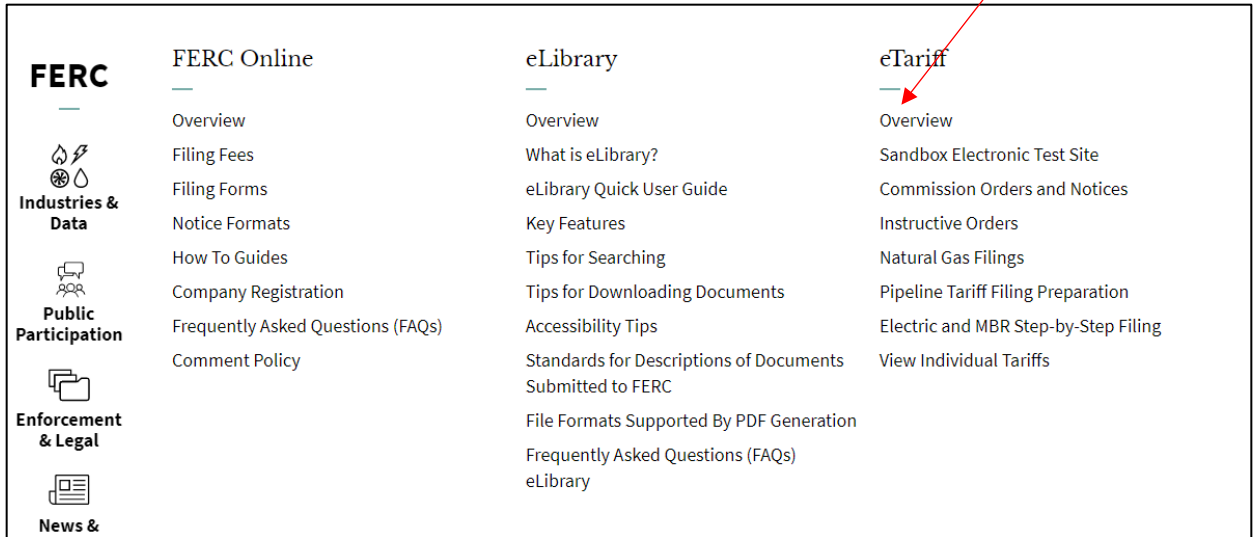 FERC
Industries &
Data
Public
Participation
Enforcement
& Legal
News &
FERC Online
Overview
Filing Fees
Filing Forms
Notice Formats
How To Guides
Company Registration
Frequently Asked Questions (FAQs)
Comment Policy
eLibrary
Overview
What is eLibrary?
eLibrary Quick User Guide
Key Features
Tips for Searching
Tips for Downloading Documents
Accessibility Tips
Standards for Descriptions of Documents
Submitted to FERC
File Formats Supported By PDF Generation
Frequently Asked Questions (FAQs)
eLibrary
eTariff
Overview
Sandbox Electronic Test Site
Commission Orders and Notices
Instructive Orders
Natural Gas Filings
Pipeline Tariff Filing Preparation
Electric and MBR Step-by-Step Filing
View Individual Tariffs